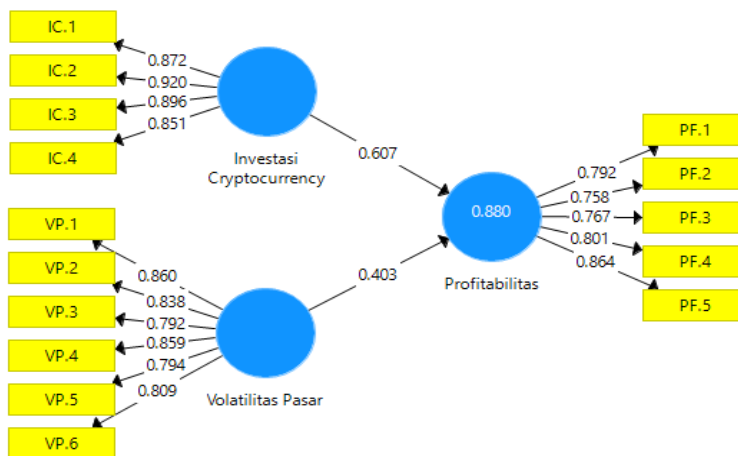 IC.1
IC.2
IC.3
IC.4
0.872
0.920
0.896
0.851
Investasi
Cryptocurrency
0.607
VP.1
VP.2
VP.3
VP.4
VP.5
VP.6
0.860
0.838
0.792
0.859
0.794
0.809
Volatilitas Pasar
0.403
0.880
Profitabilitas
0.792
0.758
0.767
0.801
0.864
PF.1
PF.2
PF.3
PF.4
PF.5